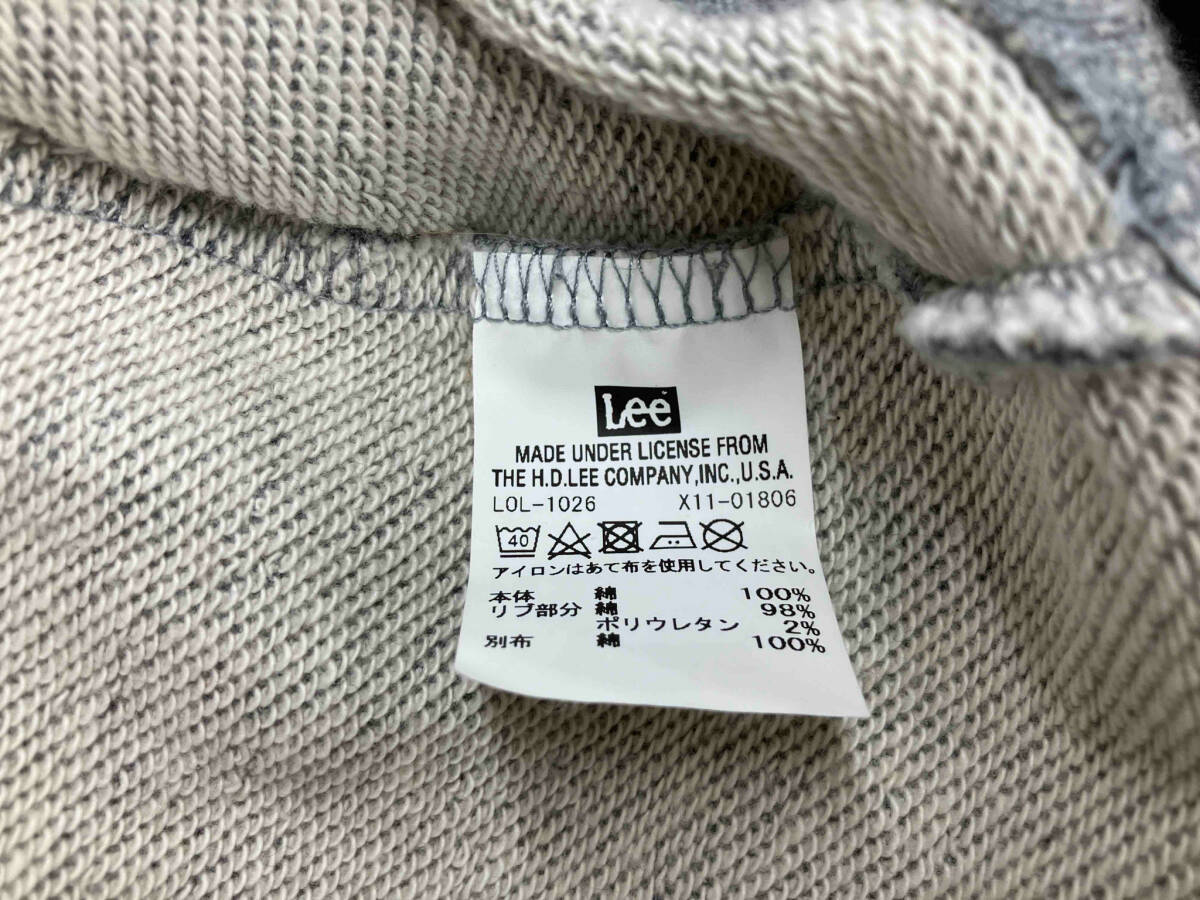 Lee
MADE UNDER LICENSE FROM
THE H.D.LEE COMPANY,INC.,U.S.A.
LOL-1026 X11-01806
40
アイロンはあて布を使用してください。
本体 綿 100%
リブ部分 綿 98%
ポリウレタン 2%
別布 綿 100%